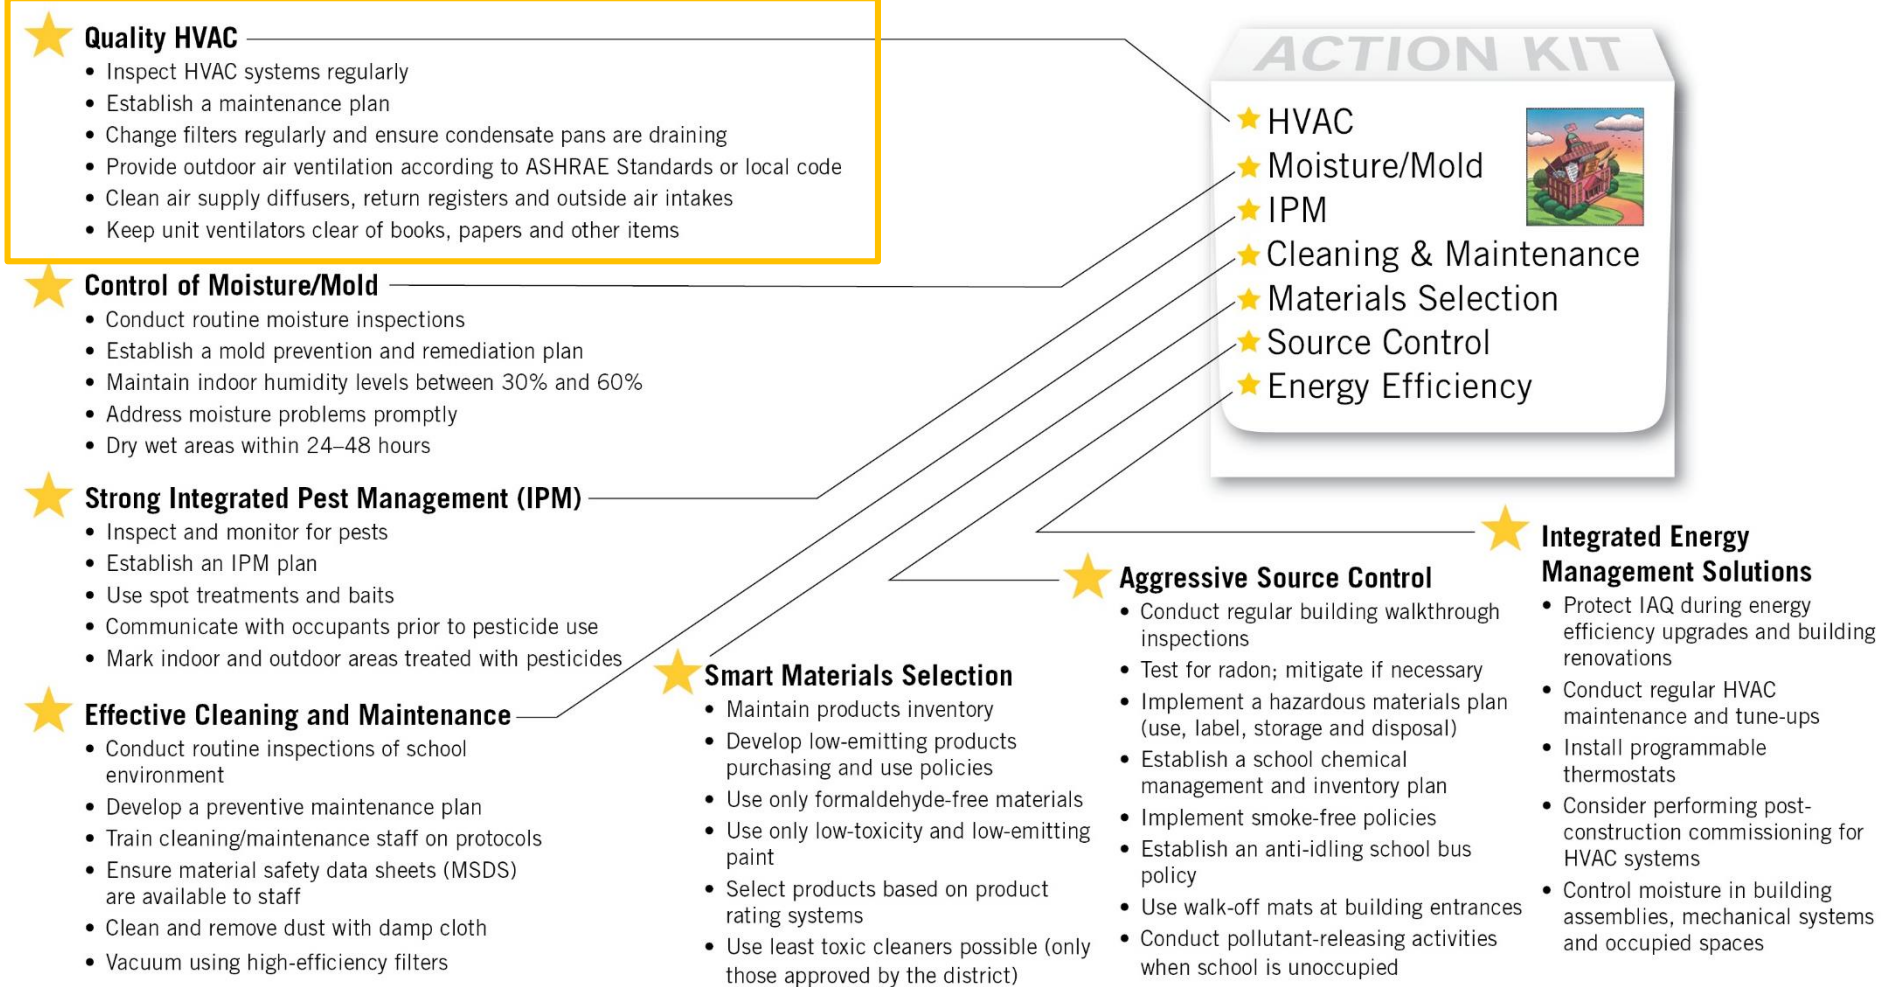 Quality HVAC
• Inspect HVAC systems regularly
• Establish a maintenance plan
• Change filters regularly and ensure condensate pans are draining
• Provide outdoor air ventilation according to ASHRAE Standards or local code
• Clean air supply diffusers, return registers and outside air intakes
• Keep unit ventilators clear of books, papers and other items
Control of Moisture/Mold
• Conduct routine moisture inspections
• Establish a mold prevention and remediation plan
• Maintain indoor humidity levels between 30% and 60%
• Address moisture problems promptly
• Dry wet areas within 24–48 hours
Strong Integrated Pest Management (IPM)
• Inspect and monitor for pests
• Establish an IPM plan
• Use spot treatments and baits
• Communicate with occupants prior to pesticide use
• Mark indoor and outdoor areas treated with pesticides
Effective Cleaning and Maintenance
• Conduct routine inspections of school
environment
• Develop a preventive maintenance plan
• Train cleaning/maintenance staff on protocols
• Ensure material safety data sheets (MSDS)
are available to staff
• Clean and remove dust with damp cloth
• Vacuum using high-efficiency filters
ACTION KIT
HVAC
Moisture/Mold
IPM
Cleaning & Maintenance
Materials Selection
Source Control
Energy Efficiency
Smart Materials Selection
• Maintain products inventory
• Develop low-emitting products
purchasing and use policies
• Use only formaldehyde-free materials
• Use only low-toxicity and low-emitting
paint
• Select products based on product
rating systems
• Use least toxic cleaners possible (only
those approved by the district)
Aggressive Source Control
• Conduct regular building walkthrough
inspections
• Test for radon; mitigate if necessary
• Implement a hazardous materials plan
(use, label, storage and disposal)
• Establish a school chemical
management and inventory plan
• Implement smoke-free policies
• Establish an anti-idling school bus
policy
• Use walk-off mats at building entrances
• Conduct pollutant-releasing activities
when school is unoccupied
Integrated Energy
Management Solutions
• Protect IAQ during energy
efficiency upgrades and building
renovations
• Conduct regular HVAC
maintenance and tune-ups
• Install programmable
thermostats
• Consider performing post-
construction commissioning for
HVAC systems
• Control moisture in building
assemblies, mechanical systems
and occupied spaces